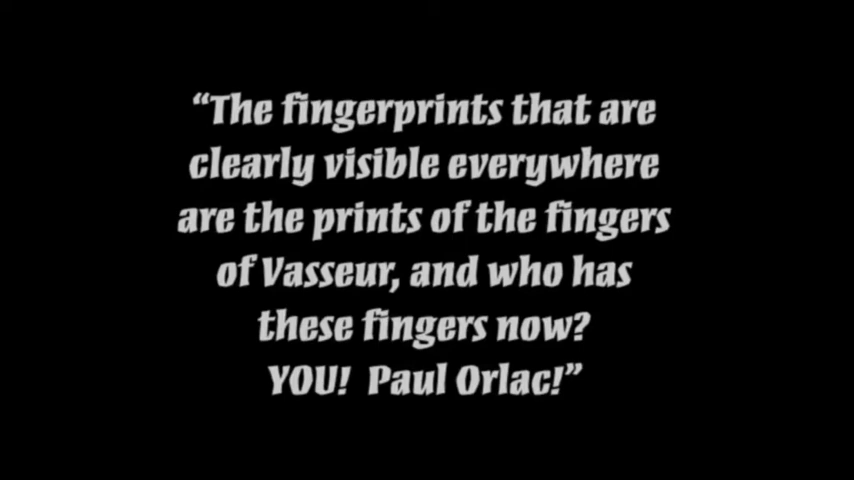 “The fingerprints that are
clearly visible everywhere
are the prints of the fingers
of Vasseur, and who has
these fingers now?
YOU!  Paul Orlac!”